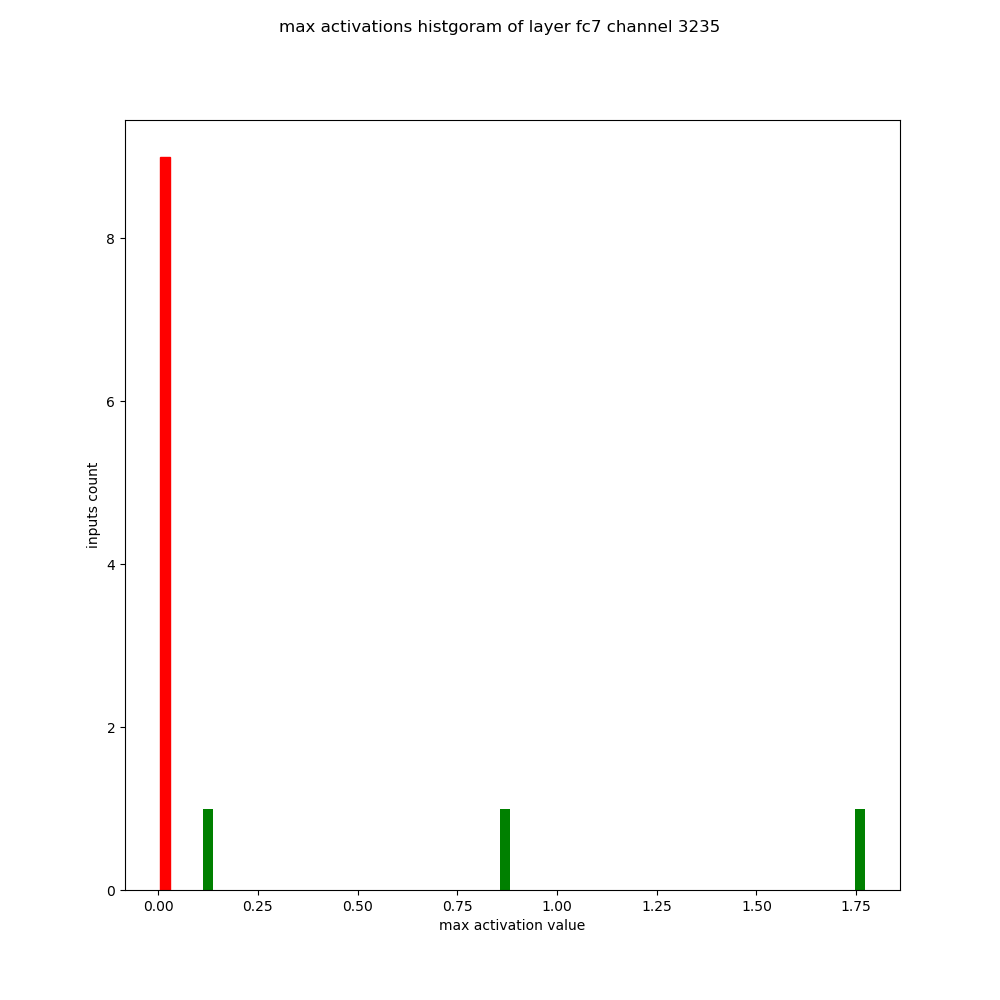 max activations histgoram of layer fc7 channel 3235
8
6
4
2
0
inputs count
0.00 0.25 0.50 0.75 1.00 1.25 1.50 1.75
max activation value